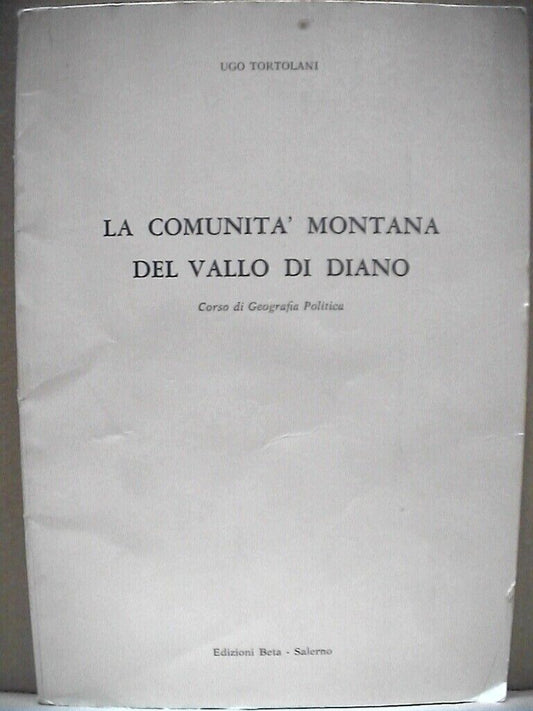 UGO TORTOLANI
LA COMUNITA' MONTANA
DEL VALLO DI DIANO
Corso di Geografia Politica
Edizioni Beta - Salerno